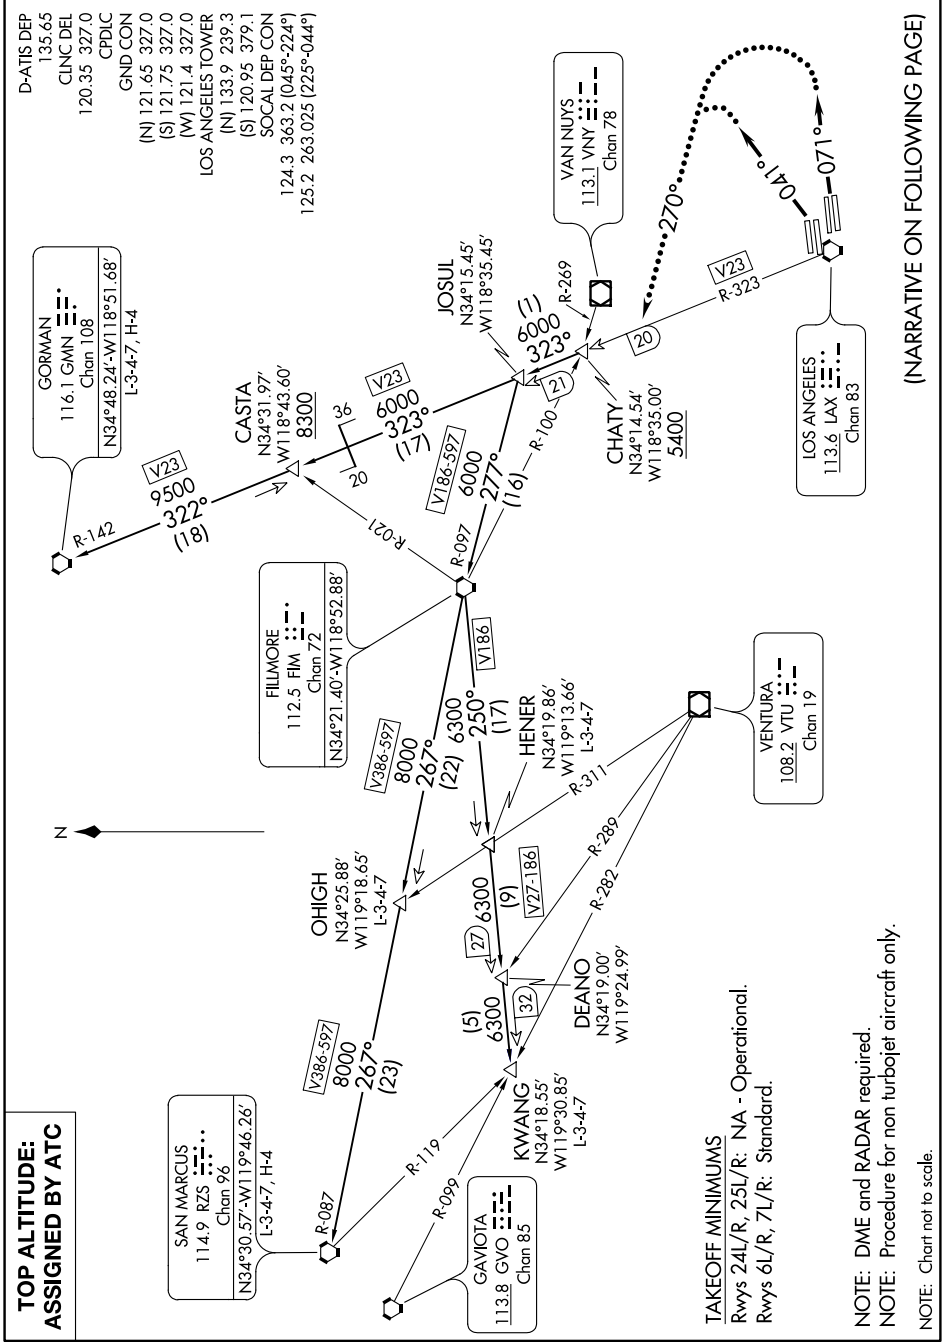 TOP ALTITUDE:
ASSIGNED BY ATC
D-ATIS DEP
135.65
CLNC DEL
120.35 327.0
CPDLC
GND CON
(N) 121.65 327.0
(S) 121.75 327.0
(W) 121.4 327.0
LOS ANGELES TOWER
(N) 133.9 239.3
(S) 120.95 379.1
SOCAL DEP CON
124.3 363.2 (045°-224°)
125.2 263.025 (225°-044°)
GORMAN
116.1 GMN
Chan 108
N34°48.24'-W118°51.68'
L-3-4-7, H-4
R-142
V23
9500
322°
(18)
CASTA
N34°31.97'
W118°43.60'
8300
36
20
V23
6000
323°
(17)
R-021
JOSUL
N34°15.45'
W118°35.45'
(1)
6000
323°
21
R-100
VAN NUYS
113.1 VNY
Chan 78
R-269
CHATY
N34°14.54'
W118°35.00'
5400
20
V23
R-323
270°
041°
071°
LOS ANGELES
113.6 LAX
Chan 83
V186-597
6000
277°
(16)
R-097
FILLMORE
112.5 FIM
Chan 72
N34°21.40'-W118°52.88'
V186
6300
250°
(17)
V386-597
8000
267°
(22)
N
HENER
N34°19.86'
W119°13.66'
L-3-4-7
OHIGH
N34°25.88'
W119°18.65'
L-3-4-7
R-311
R-289
R-282
VENTURA
108.2 VTU
Chan 19
6300
(9)
V27-186
27
DEANO
N34°19.00'
W119°24.99'
(5)
6300
32
KWANG
N34°18.55'
W119°30.85'
L-3-4-7
V386-597
8000
267°
(23)
SAN MARCUS
114.9 RZS
Chan 96
N34°30.57'-W119°46.26'
L-3-4-7, H-4
R-087
R-119
R-099
GAVIOTA
113.8 GVO
Chan 85
TAKEOFF MINIMUMS
Rwys 24L/R, 25L/R: NA - Operational.
Rwys 6L/R, 7L/R: Standard.
NOTE: DME and RADAR required.
NOTE: Procedure for non turbojet aircraft only.
NOTE: Chart not to scale.
(NARRATIVE ON FOLLOWING PAGE)